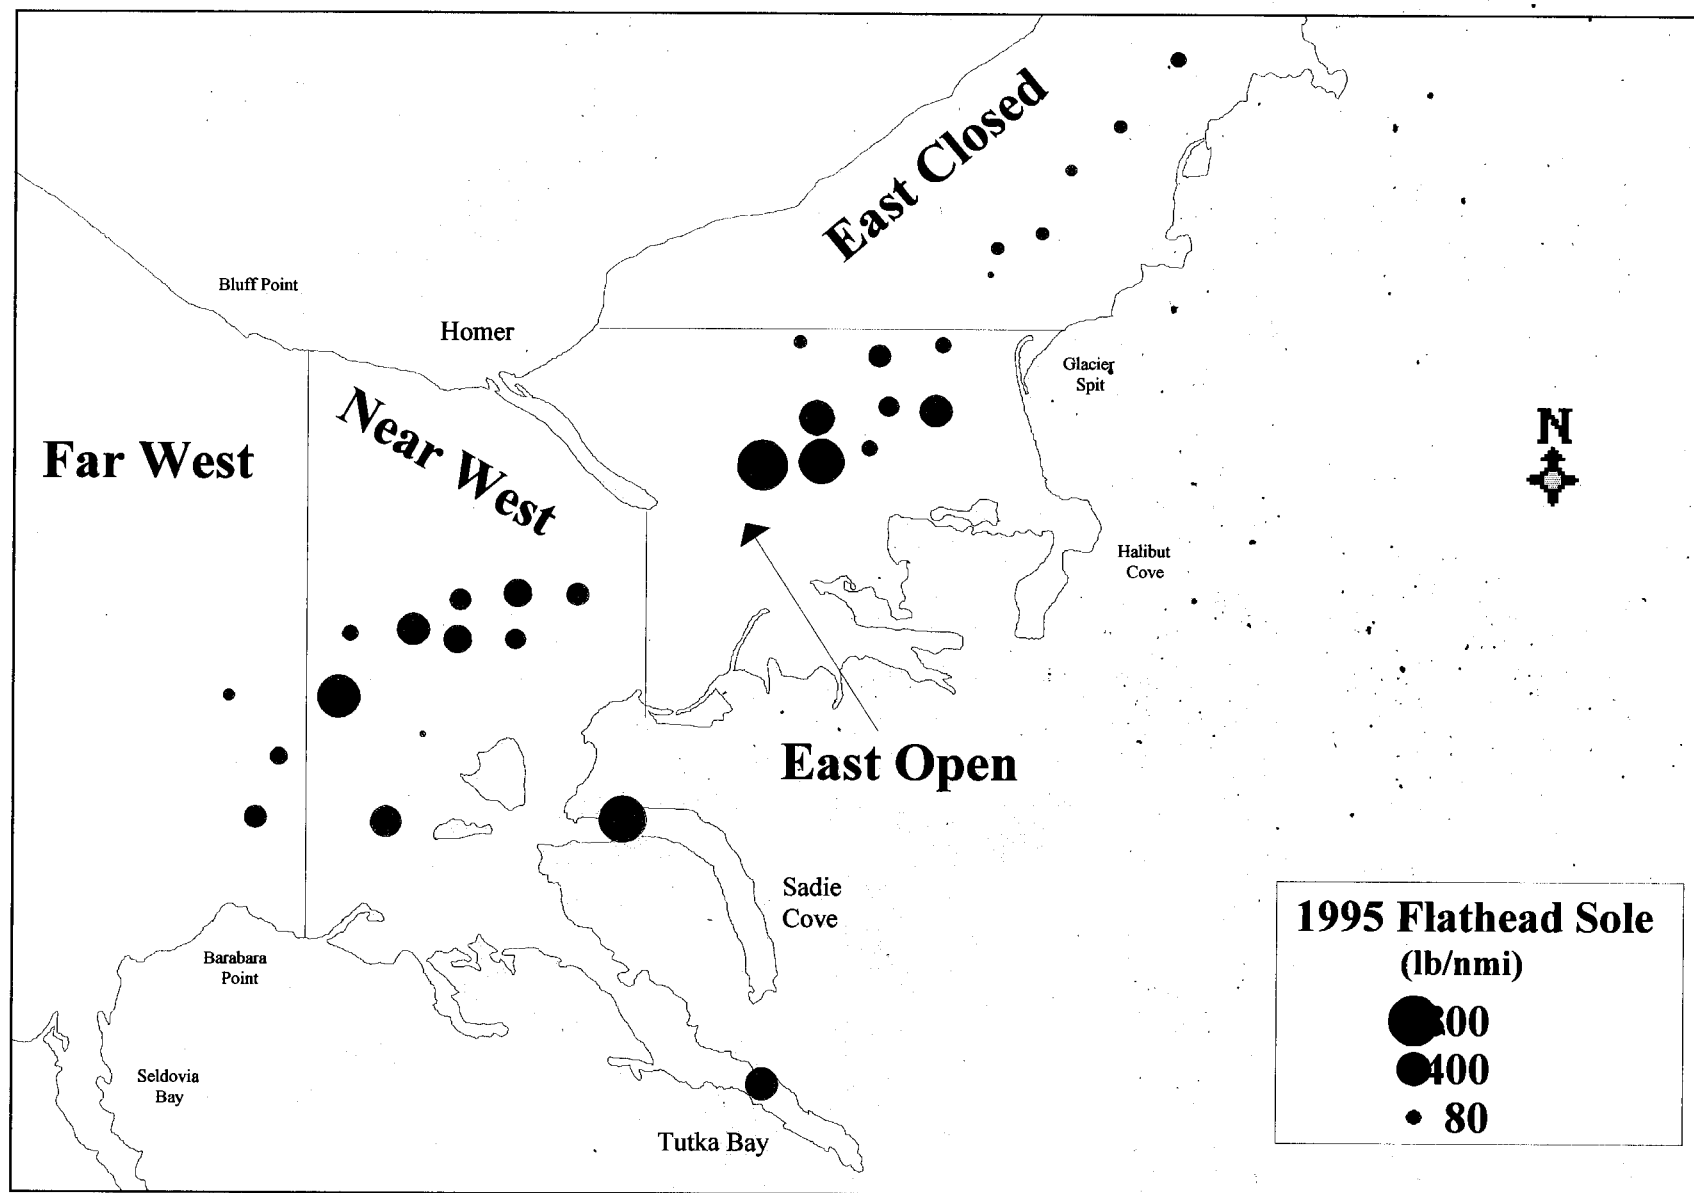 East Closed
Bluff Point
Homer
Glacier
Spit
Near West
Far West
N
Halibut
Cove
East Open
Sadie
Cove
Barabara
Point
Seldovia
Bay
Tutka Bay
1995 Flathead Sole
(lb/nmi)
400
80